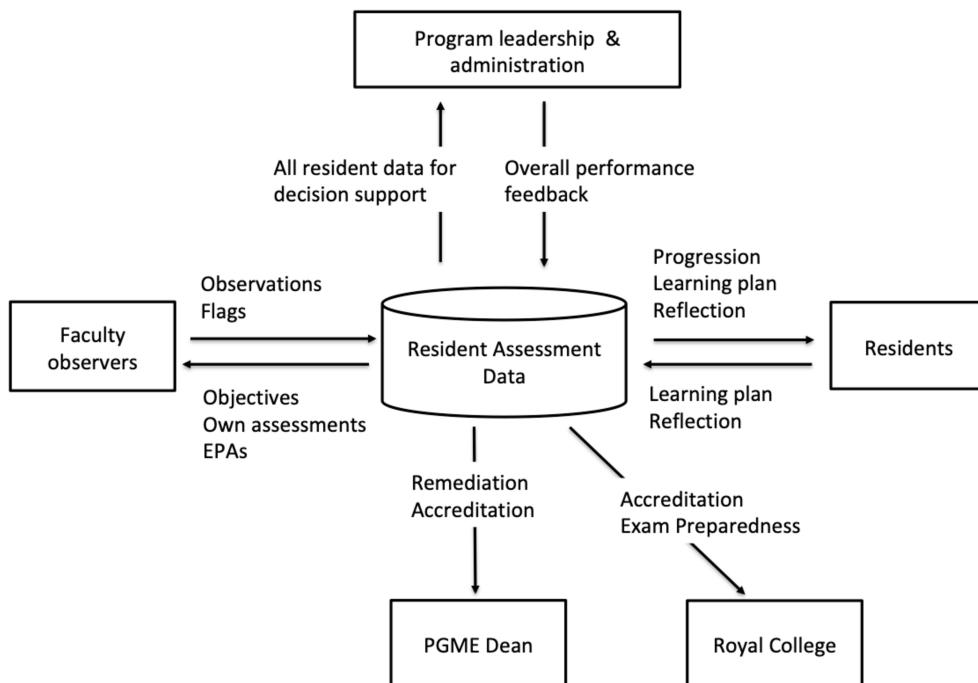 Program leadership &
administration
All resident data for
decision support
Overall performance
feedback
Observations
Flags
Progression
Learning plan
Reflection
Faculty
observers
Resident Assessment
Data
Residents
Objectives
Own assessments
EPAs
Learning plan
Reflection
Remediation
Accreditation
Accreditation
Exam Preparedness
PGME Dean
Royal College